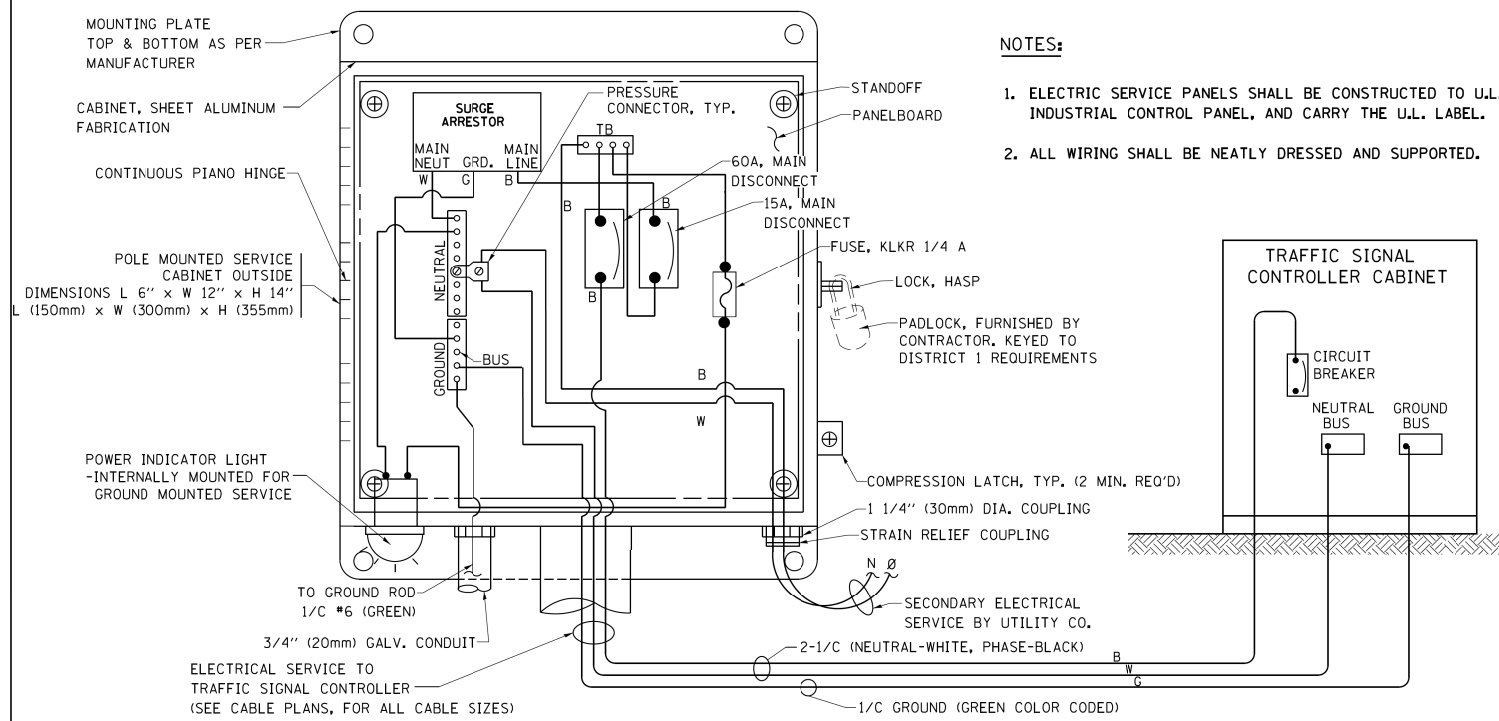 MOUNTING PLATE
TOP & BOTTOM AS PER
MANUFACTURER
CABINET, SHEET ALUMINUM
FABRICATION
CONTINUOUS PIANO HINGE
POLE MOUNTED SERVICE
CABINET OUTSIDE
DIMENSIONS L 6'' x W 12'' x H 14''
L (150mm) x W (300mm) x H (355mm)
POWER INDICATOR LIGHT
-INTERNALLY MOUNTED FOR
GROUND MOUNTED SERVICE
SURGE
ARRESTOR
MAIN
NEUT
GRD.
MAIN
LINE
W
G
B
PRESSURE
CONNECTOR, TYP.
TB
STANDOFF
PANELBOARD
60A, MAIN
DISCONNECT
15A, MAIN
DISCONNECT
B
B
B
FUSE, KLKR 1/4 A
LOCK, HASP
PADLOCK, FURNISHED BY
CONTRACTOR. KEYED TO
DISTRICT 1 REQUIREMENTS
NEUTRAL
GROUND
BUS
B
W
COMPRESSION LATCH, TYP. (2 MIN. REQ'D)
1 1/4'' (30mm) DIA. COUPLING
STRAIN RELIEF COUPLING
N Ø
SECONDARY ELECTRICAL
SERVICE BY UTILITY CO.
TO GROUND ROD
1/C #6 (GREEN)
3/4'' (20mm) GALV. CONDUIT
ELECTRICAL SERVICE TO
TRAFFIC SIGNAL CONTROLLER
(SEE CABLE PLANS, FOR ALL CABLE SIZES)
2-1/C (NEUTRAL-WHITE, PHASE-BLACK)
B
W
G
1/C GROUND (GREEN COLOR CODED)
NOTES:
1. ELECTRIC SERVICE PANELS SHALL BE CONSTRUCTED TO U.L.
INDUSTRIAL CONTROL PANEL, AND CARRY THE U.L. LABEL.
2. ALL WIRING SHALL BE NEATLY DRESSED AND SUPPORTED.
TRAFFIC SIGNAL
CONTROLLER CABINET
CIRCUIT
BREAKER
NEUTRAL
BUS
GROUND
BUS